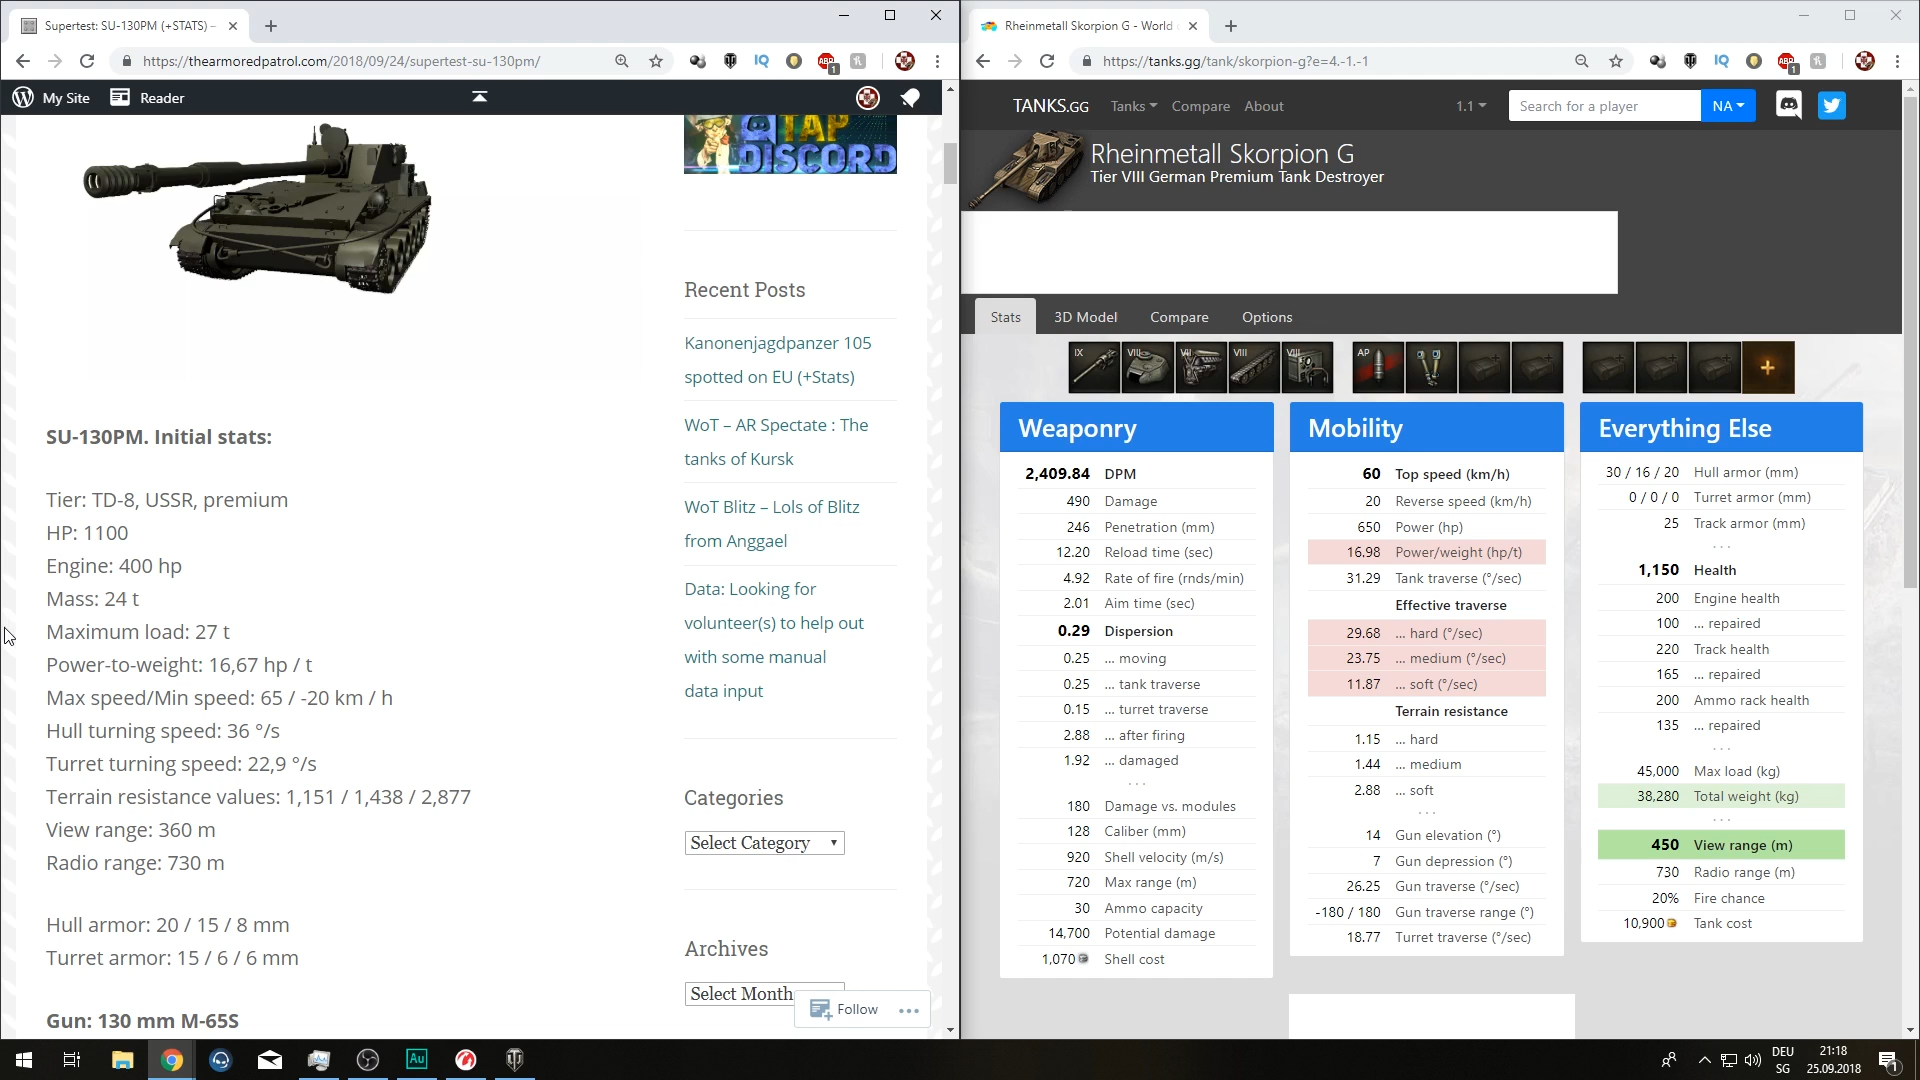 Supertest: SU-130PM (+STATS) –
https://thearmoredpatrol.com/2018/09/24/supertest-su-130pm/
My Site
Reader
TAP
DISCORD
SU-130PM. Initial stats:
Tier: TD-8, USSR, premium
HP: 1100
Engine: 400 hp
Mass: 24 t
Maximum load: 27 t
Power-to-weight: 16,67 hp / t
Max speed/Min speed: 65 / -20 km / h
Hull turning speed: 36 °/s
Turret turning speed: 22,9 °/s
Terrain resistance values: 1,151 / 1,438 / 2,877
View range: 360 m
Radio range: 730 m
Hull armor: 20 / 15 / 8 mm
Turret armor: 15 / 6 / 6 mm
Gun: 130 mm M-65S
Recent Posts
Kanonenjagdpanzer 105
spotted on EU (+Stats)
WoT – AR Spectate : The
tanks of Kursk
WoT Blitz – Lols of Blitz
from Anggael
Data: Looking for
volunteer(s) to help out
with some manual
data input
Categories
Select Category
Archives
Select Month
Follow
Rheinmetall Skorpion G - World
https://tanks.gg/tank/skorpion-g?e=4.-1.-1
TANKS.GG
Tanks
Compare
About
1.1
Search for a player
NA
Rheinmetall Skorpion G
Tier VIII German Premium Tank Destroyer
Stats
3D Model
Compare
Options
IX
VIII
VII
VIII
VIII
AP
Weaponry
2,409.84 DPM
490 Damage
246 Penetration (mm)
12.20 Reload time (sec)
4.92 Rate of fire (rnds/min)
2.01 Aim time (sec)
0.29 Dispersion
0.25 ... moving
0.25 ... tank traverse
0.15 ... turret traverse
2.88 ... after firing
1.92 ... damaged
...
180 Damage vs. modules
128 Caliber (mm)
920 Shell velocity (m/s)
720 Max range (m)
30 Ammo capacity
14,700 Potential damage
1,070 Shell cost
Mobility
60 Top speed (km/h)
20 Reverse speed (km/h)
650 Power (hp)
16.98 Power/weight (hp/t)
31.29 Tank traverse (°/sec)
Effective traverse
29.68 ... hard (°/sec)
23.75 ... medium (°/sec)
11.87 ... soft (°/sec)
Terrain resistance
1.15 ... hard
1.44 ... medium
2.88 ... soft
...
14 Gun elevation (°)
7 Gun depression (°)
26.25 Gun traverse (°/sec)
-180 / 180 Gun traverse range (°)
18.77 Turret traverse (°/sec)
Everything Else
30 / 16 / 20 Hull armor (mm)
0 / 0 / 0 Turret armor (mm)
25 Track armor (mm)
...
1,150 Health
200 Engine health
100 ... repaired
220 Track health
165 ... repaired
200 Ammo rack health
135 ... repaired
...
45,000 Max load (kg)
38,280 Total weight (kg)
...
450 View range (m)
730 Radio range (m)
20% Fire chance
10,900 Tank cost
IQ
ABP
1
IQ
ABP
1
Au
DEU
SG
21:18
25.09.2018
1